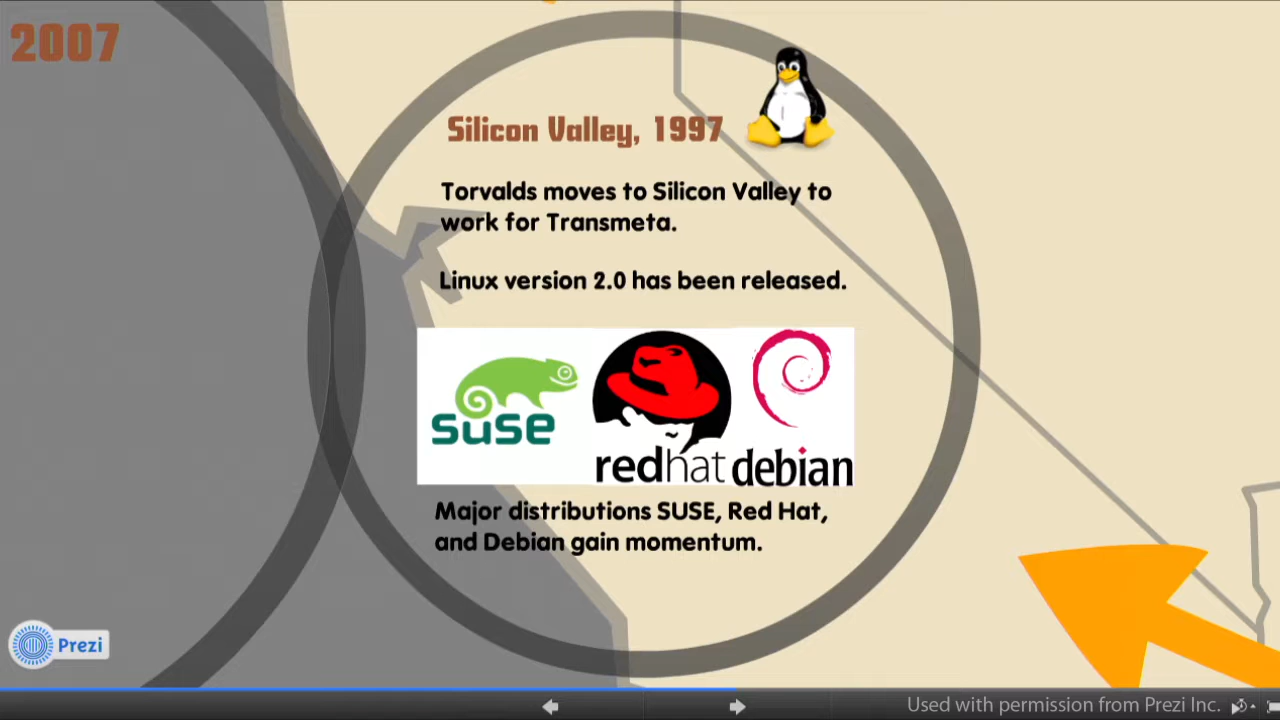 2007
Silicon Valley, 1997
Torvalds moves to Silicon Valley to
work for Transmeta.
Linux version 2.0 has been released.
suse
redhat
debian
Major distributions SUSE, Red Hat,
and Debian gain momentum.
Prezi
Used with permission from Prezi Inc.